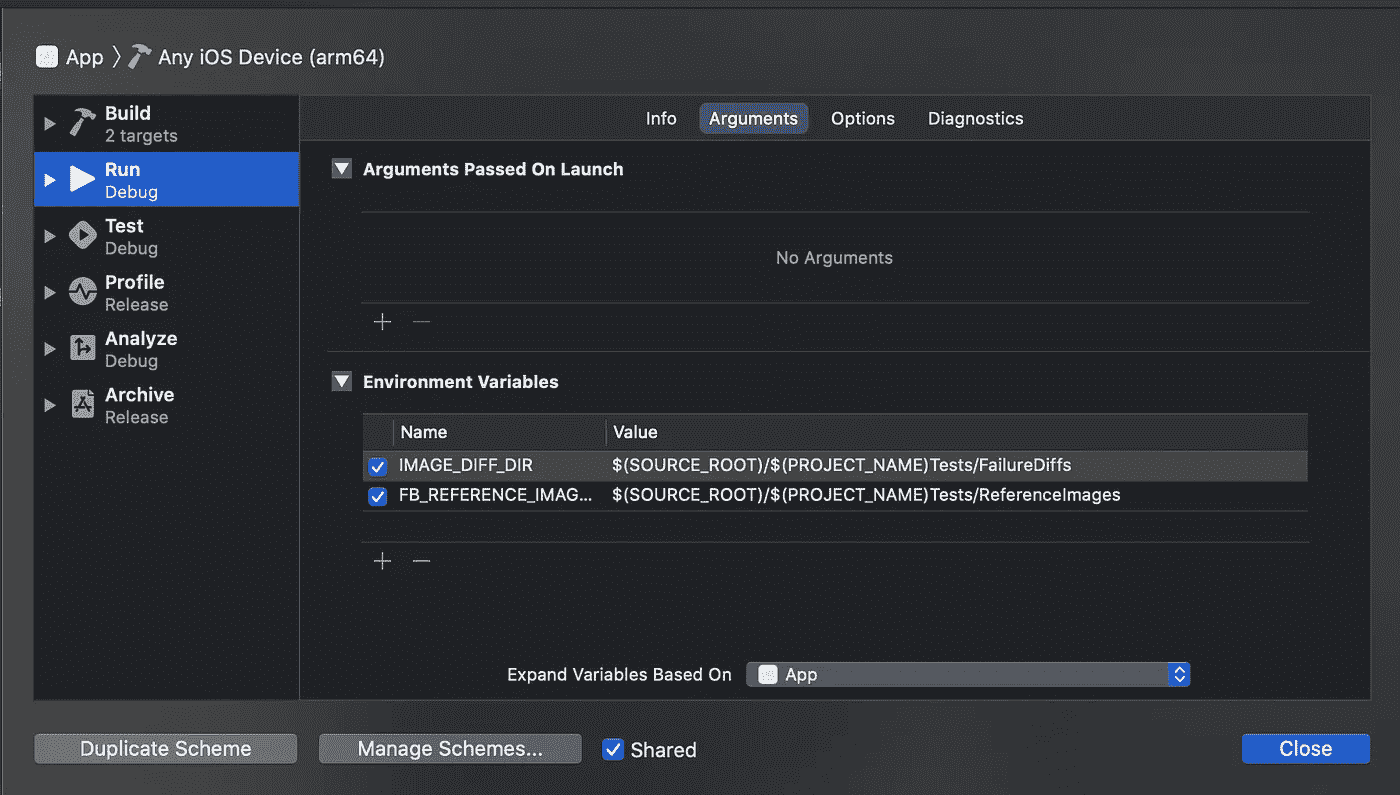 App 〉 Any iOS Device (arm64)
Build
2 targets
Run
Debug
Test
Debug
Profile
Release
Analyze
Debug
Archive
Release
Info Arguments Options Diagnostics
Arguments Passed On Launch
No Arguments
Environment Variables
Name Value
IMAGE_DIFF_DIR $(SOURCE_ROOT)/$(PROJECT_NAME)Tests/FailureDiffs
FB_REFERENCE_IMAG... $(SOURCE_ROOT)/$(PROJECT_NAME)Tests/ReferenceImages
Expand Variables Based On App
Duplicate Scheme Manage Schemes... Shared Close